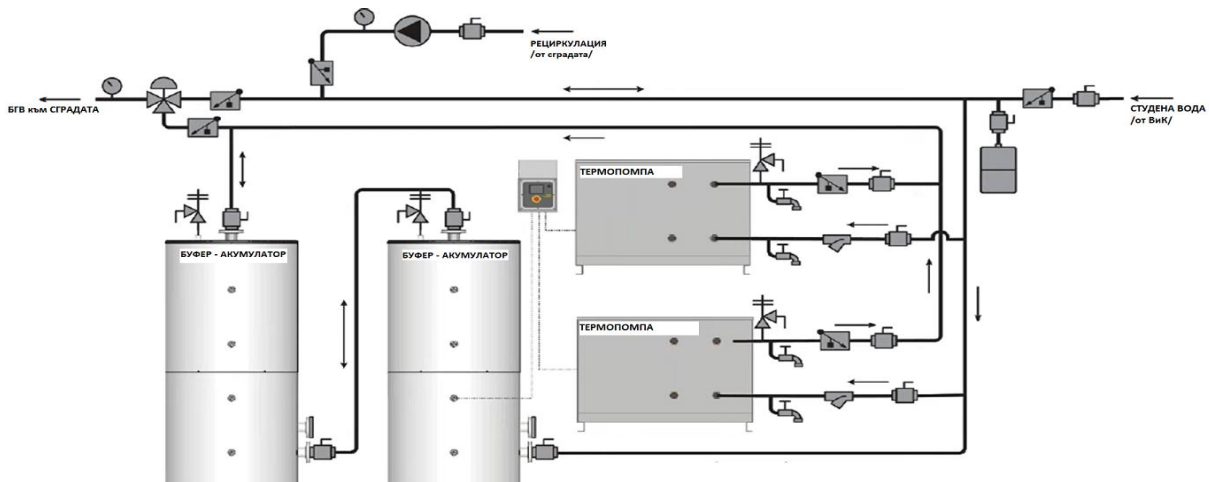 РЕЦИРКУЛАЦИЯ
/от сградата/
БГВ към СГРАДАТА
СТУДЕНА ВОДА
/от ВиК/
ТЕРМОПОМПА
БУФЕР - АКУМУЛАТОР
БУФЕР - АКУМУЛАТОР
ТЕРМОПОМПА